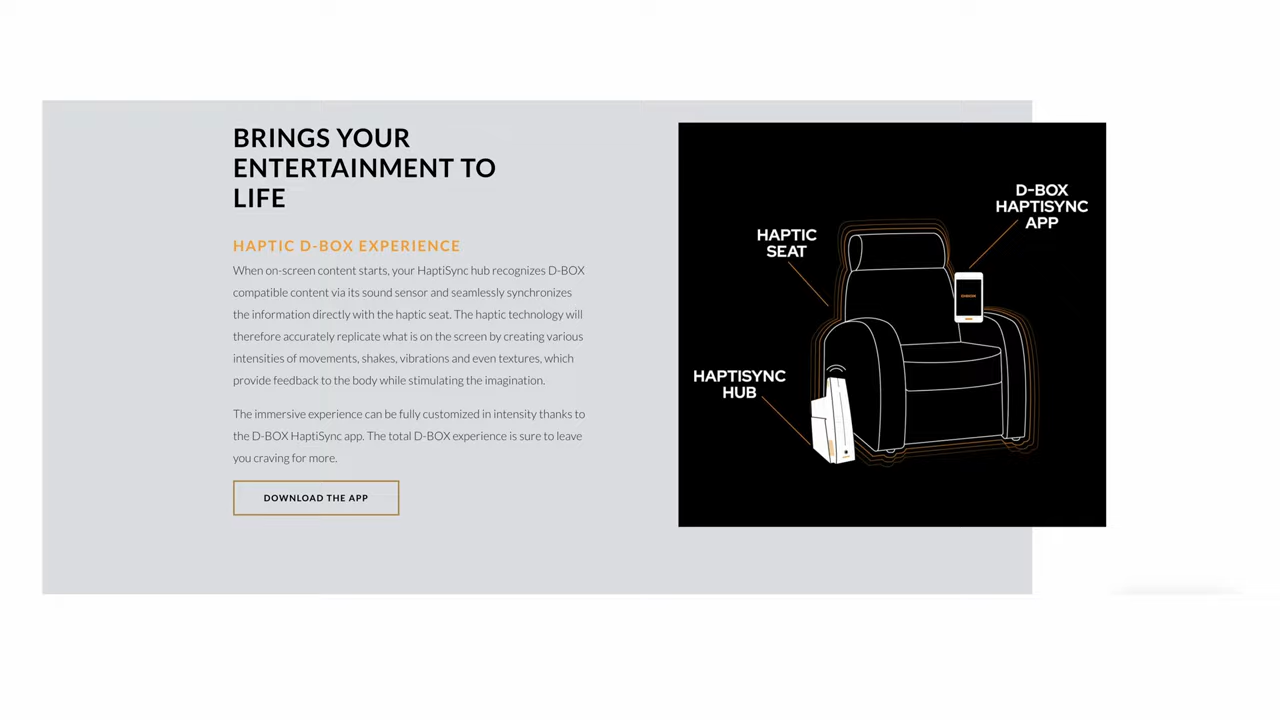 BRINGS YOUR
ENTERTAINMENT TO
LIFE
HAPTIC D-BOX EXPERIENCE
When on-screen content starts, your HaptiSync hub recognizes D-BOX
compatible content via its sound sensor and seamlessly synchronizes
the information directly with the haptic seat. The haptic technology will
therefore accurately replicate what is on the screen by creating various
intensities of movements, shakes, vibrations and even textures, which
provide feedback to the body while stimulating the imagination.
The immersive experience can be fully customized in intensity thanks to
the D-BOX HaptiSync app. The total D-BOX experience is sure to leave
you craving for more.
DOWNLOAD THE APP
D-BOX
HAPTISYNC
APP
HAPTIC
SEAT
HAPTISYNC
HUB